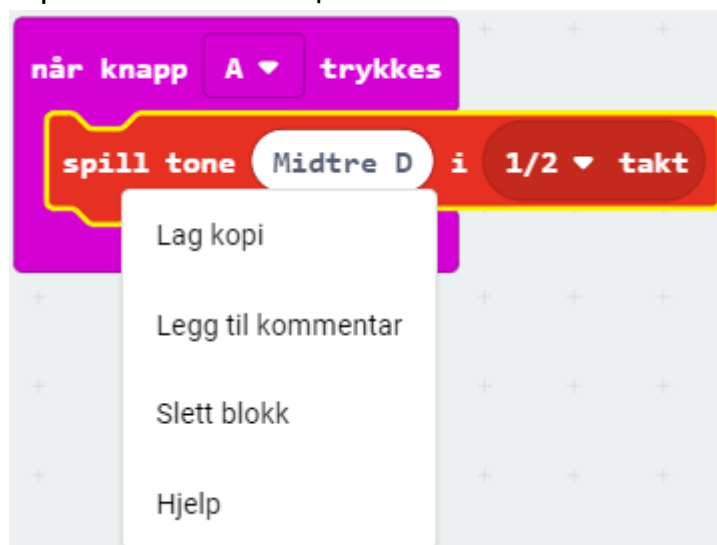 når knapp A trykkes
spill tone Midtre D i 1/2 takt
Lag kopi
Legg til kommentar
Slett blokk
Hjelp